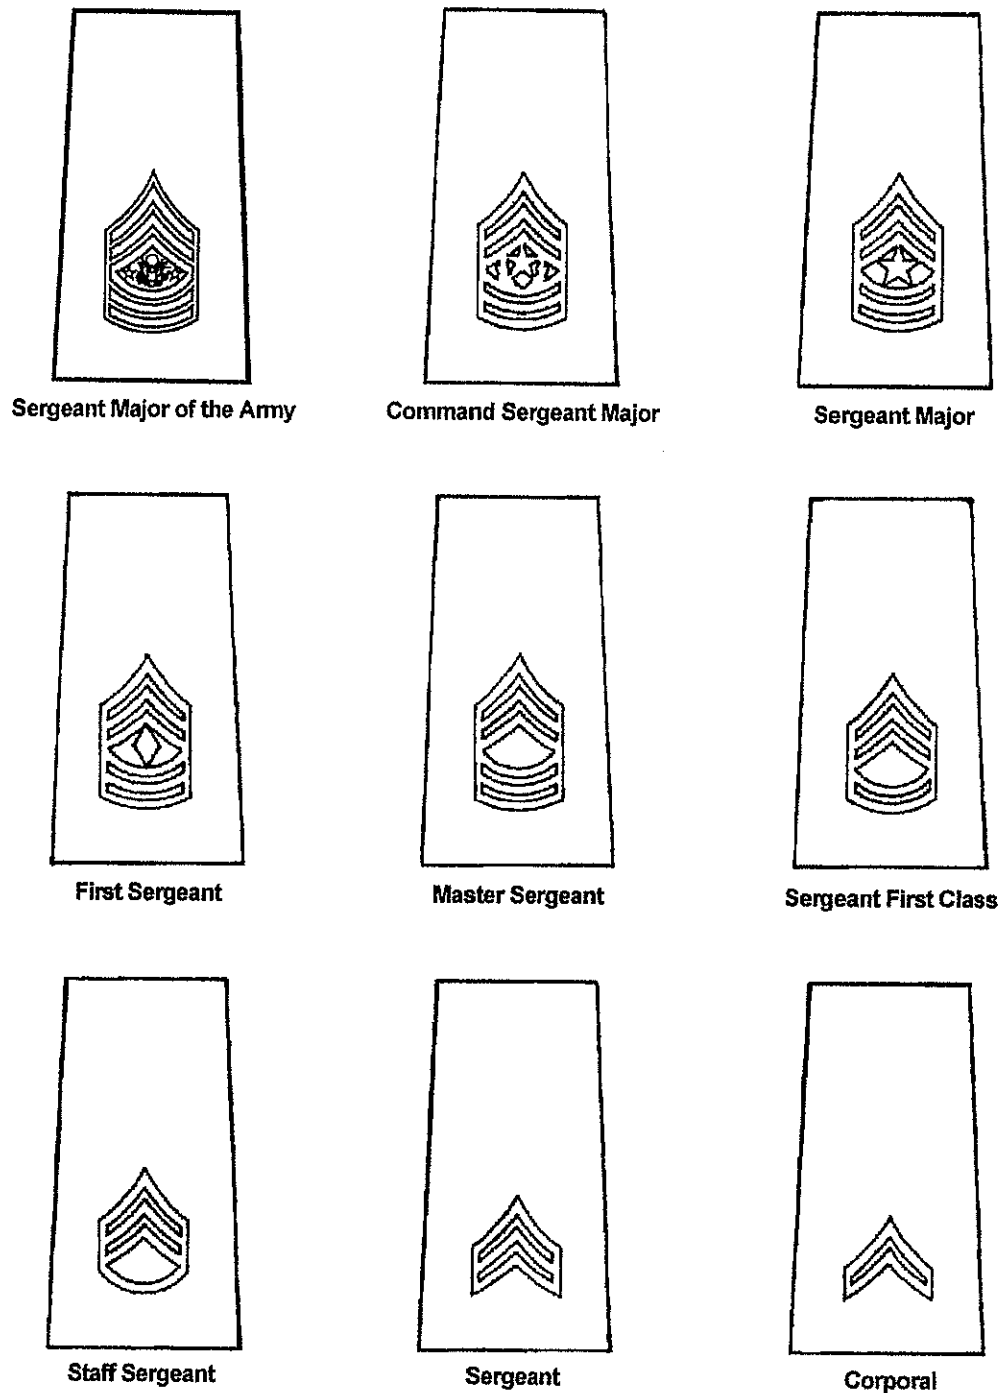 Sergeant Major of the Army
Command Sergeant Major
Sergeant Major
First Sergeant
Master Sergeant
Sergeant First Class
Staff Sergeant
Sergeant
Corporal